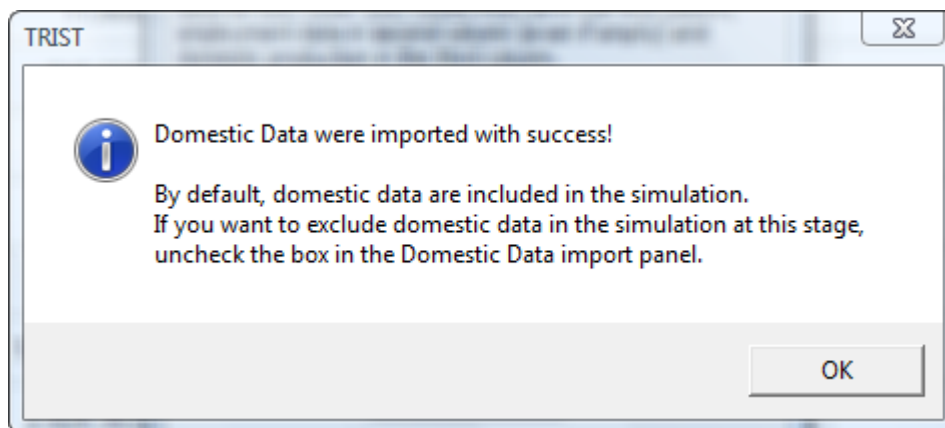 TRIST
Domestic Data were imported with success!
By default, domestic data are included in the simulation.
If you want to exclude domestic data in the simulation at this stage,
uncheck the box in the Domestic Data import panel.
OK